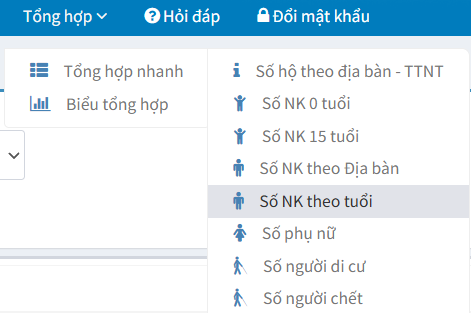 Tổng hợp Hỏi đáp Đổi mật khẩu
Tổng hợp nhanh
Biểu tổng hợp
Số hộ theo địa bàn - TTNT
Số NK 0 tuổi
Số NK 15 tuổi
Số NK theo Địa bàn
Số NK theo tuổi
Số phụ nữ
Số người di cư
Số người chết